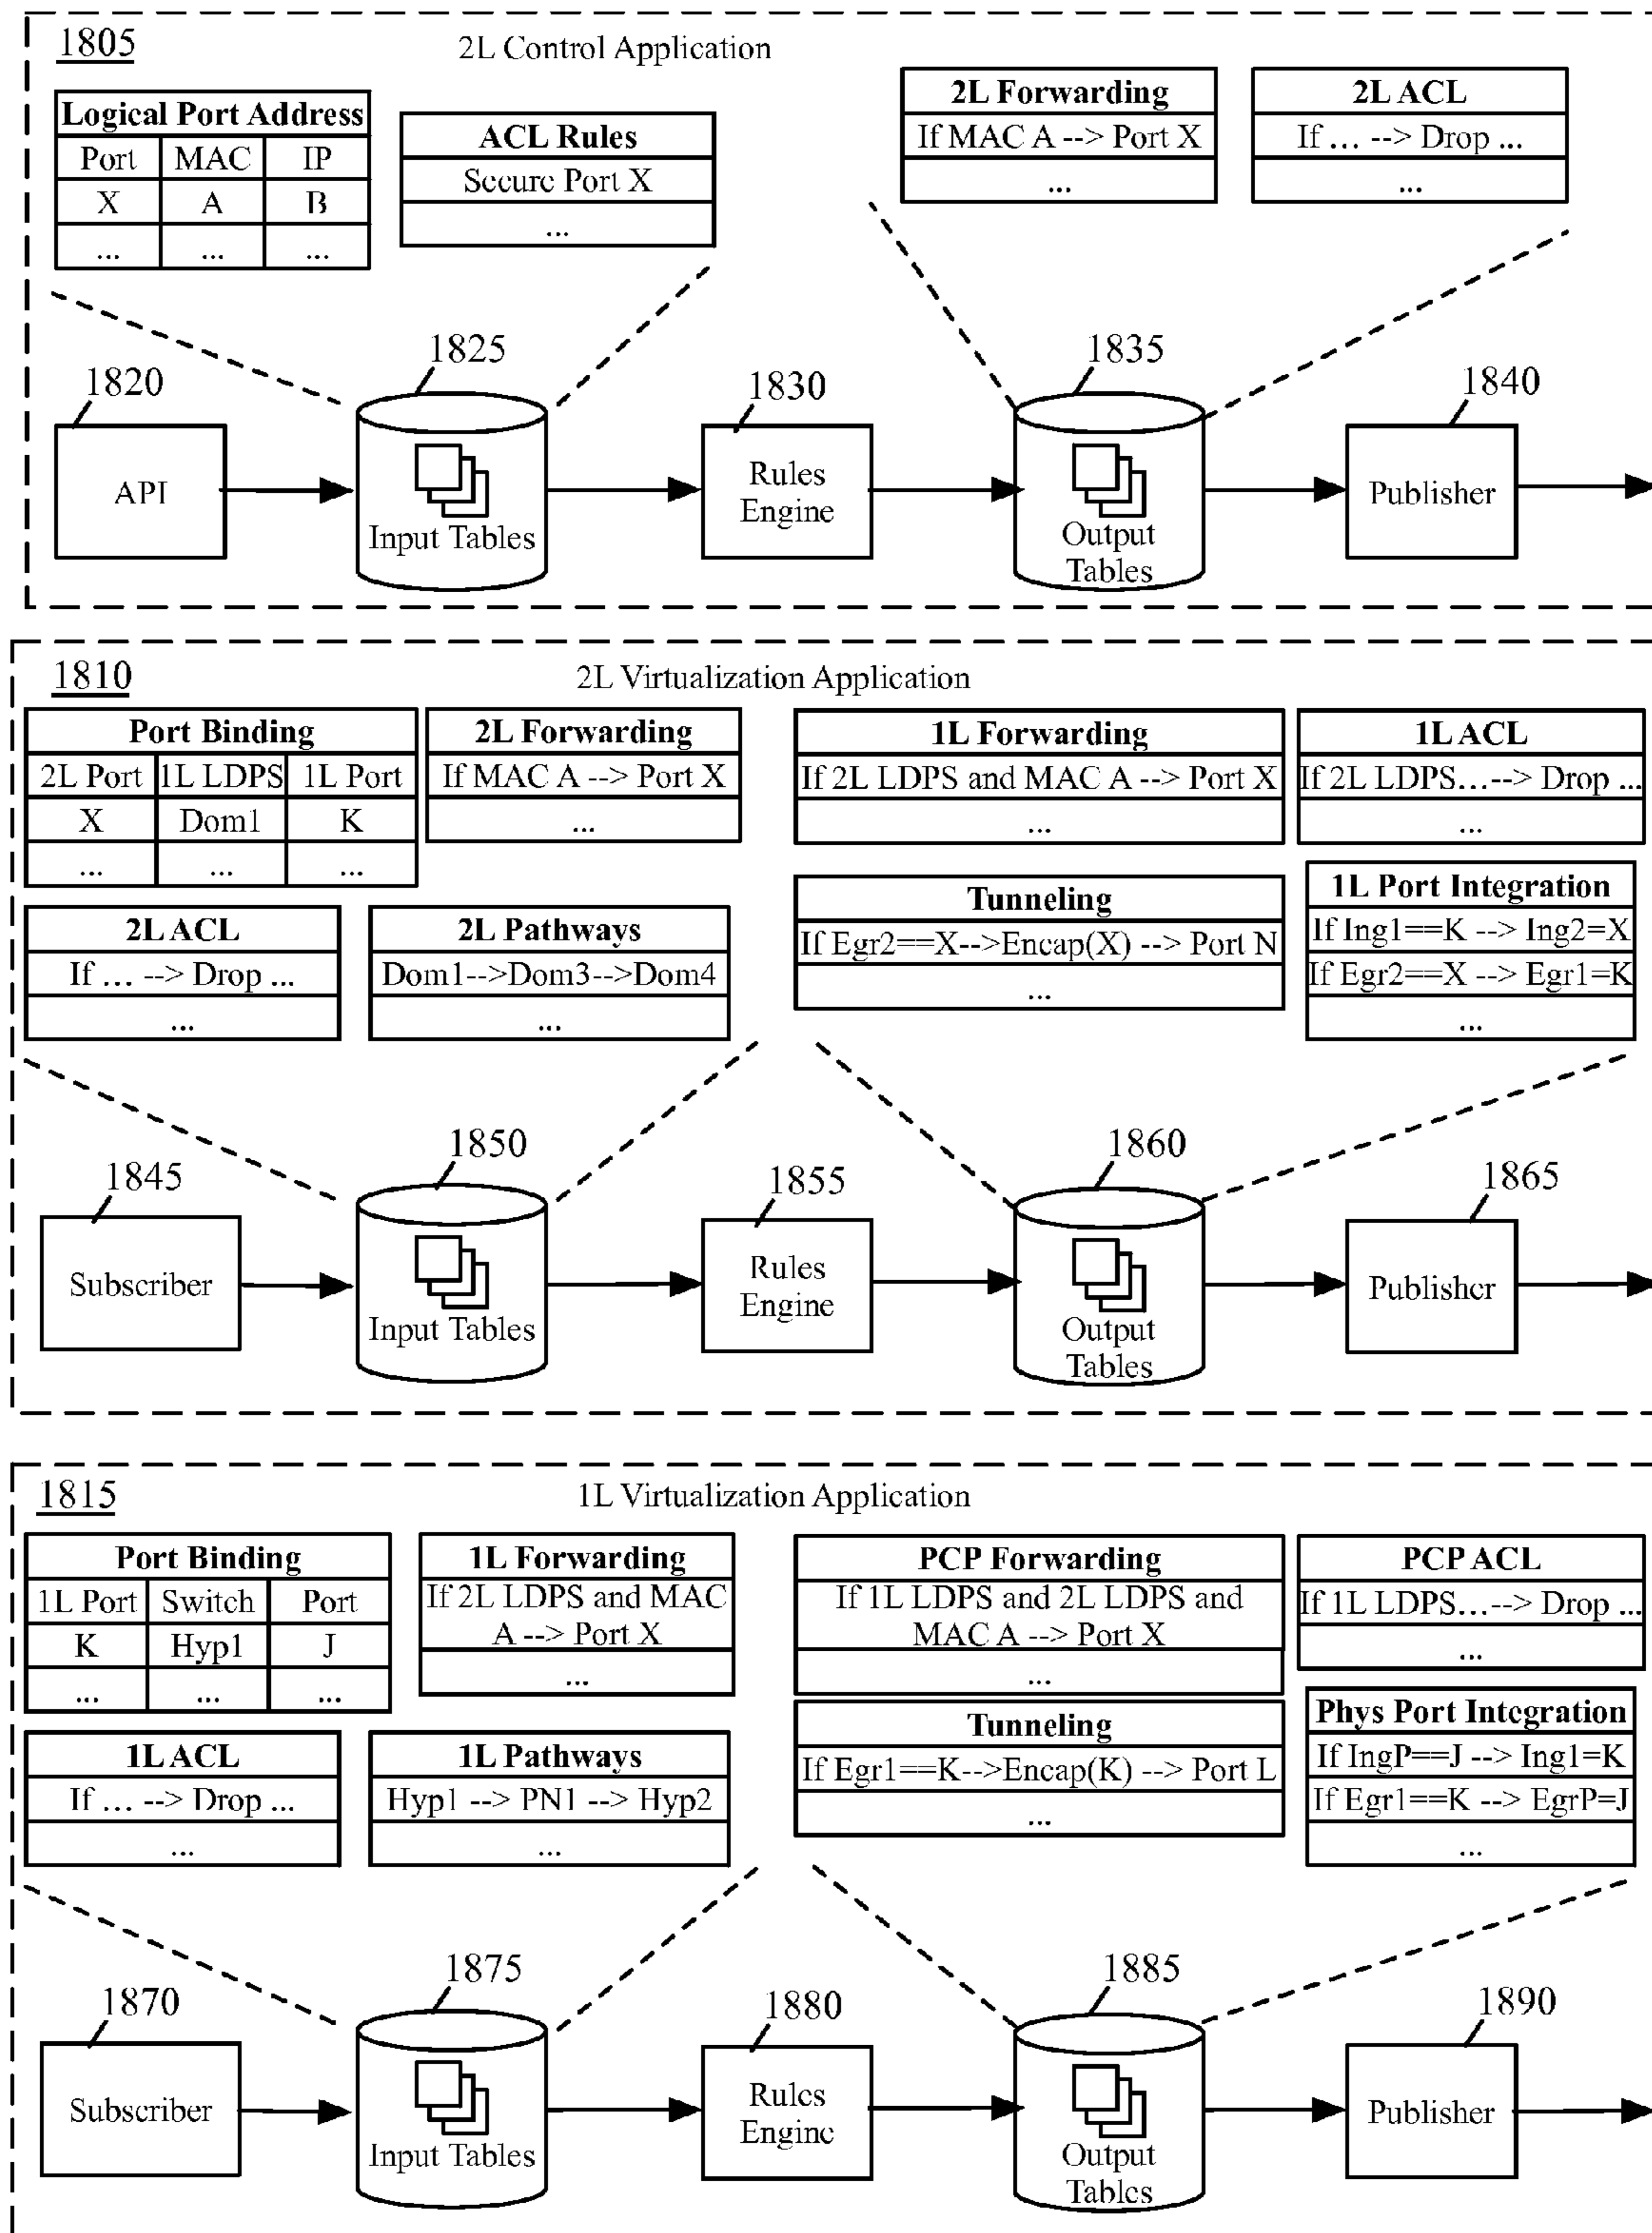 1805
2L Control Application
Logical Port Address
Port MAC IP
X A B
... ... ...
ACL Rules
Secure Port X
...
2L Forwarding
If MAC A --> Port X
...
2L ACL
If ... --> Drop ...
...
1820
API
1825
Input Tables
1830
Rules
Engine
1835
Output
Tables
1840
Publisher
1810
2L Virtualization Application
Port Binding
2L Port 1L LDPS 1L Port
X Dom1 K
... ... ...
2L Forwarding
If MAC A --> Port X
...
1L Forwarding
If 2L LDPS and MAC A --> Port X
...
1L ACL
If 2L LDPS...--> Drop ...
...
2L ACL
If ... --> Drop ...
...
2L Pathways
Dom1-->Dom3-->Dom4
...
Tunneling
If Egr2==X-->Encap(X) --> Port N
...
1L Port Integration
If Ing1==K --> Ing2=X
If Egr2==X --> Egr1=K
...
1845
Subscriber
1850
Input Tables
1855
Rules
Engine
1860
Output
Tables
1865
Publisher
1815
1L Virtualization Application
Port Binding
1L Port Switch Port
K Hyp1 J
... ... ...
1L Forwarding
If 2L LDPS and MAC
A --> Port X
...
PCP Forwarding
If 1L LDPS and 2L LDPS and
MAC A --> Port X
...
PCP ACL
If 1L LDPS...--> Drop ...
...
1L ACL
If ... --> Drop ...
...
1L Pathways
Hyp1 --> PN1 --> Hyp2
...
Tunneling
If Egr1==K-->Encap(K) --> Port L
...
Phys Port Integration
If IngP==J --> Ing1=K
If Egr1==K --> EgrP=J
...
1870
Subscriber
1875
Input Tables
1880
Rules
Engine
1885
Output
Tables
1890
Publisher